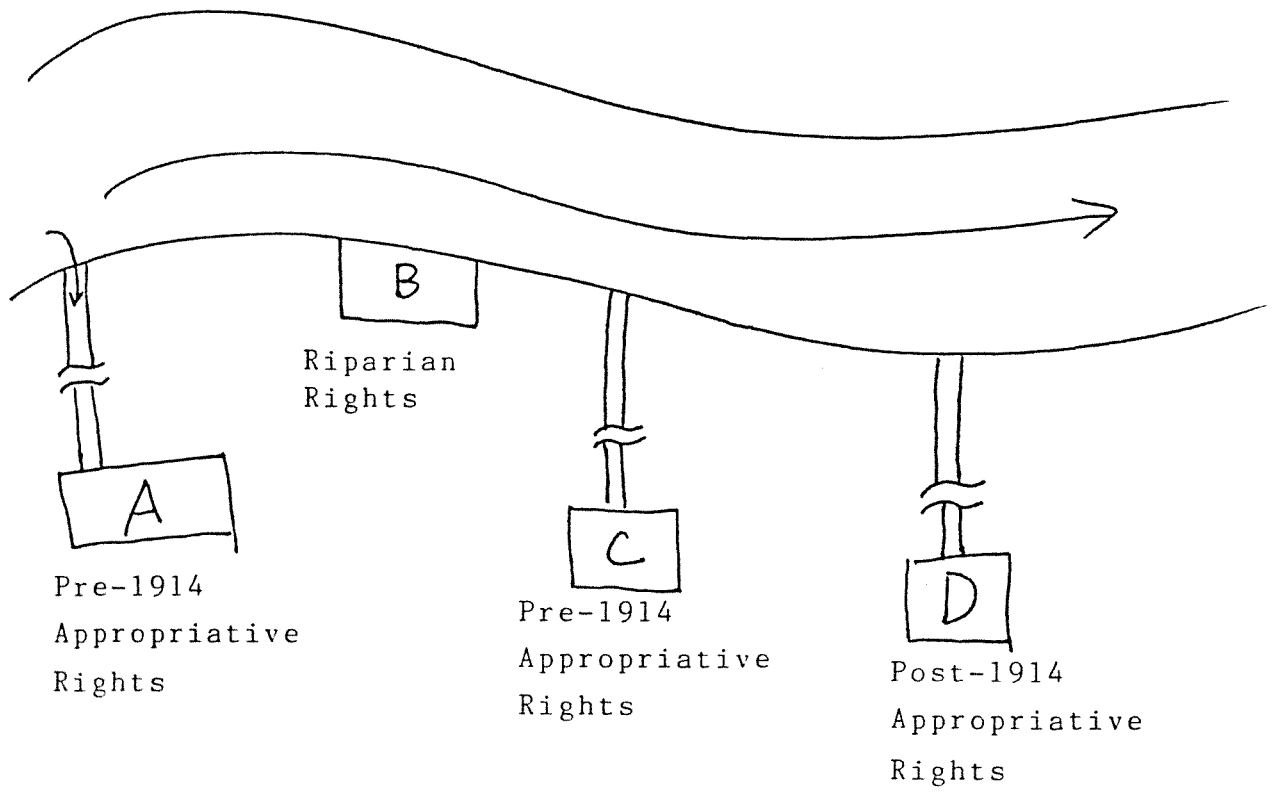 B
Riparian
Rights
A
Pre-1914
Appropriative
Rights
C
Pre-1914
Appropriative
Rights
D
Post-1914
Appropriative
Rights